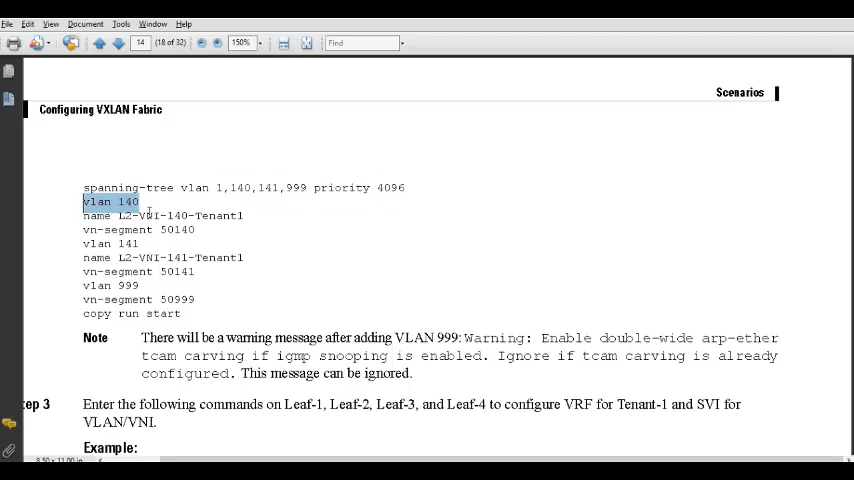 File Edit View Document Tools Window Help
14 (18 of 32) 150% Find
Scenarios
Configuring VXLAN Fabric
spanning-tree vlan 1,140,141,999 priority 4096
vlan 140
name L2-VNI-140-Tenant1
vn-segment 50140
vlan 141
name L2-VNI-141-Tenant1
vn-segment 50141
vlan 999
vn-segment 50999
copy run start
Note There will be a warning message after adding VLAN 999: Warning: Enable double-wide arp-ether
tcam carving if igmp snooping is enabled. Ignore if tcam carving is already
configured. This message can be ignored.
ep 3 Enter the following commands on Leaf-1, Leaf-2, Leaf-3, and Leaf-4 to configure VRF for Tenant-1 and SVI for
VLAN/VNI.
Example:
8.50 x 11.00 in